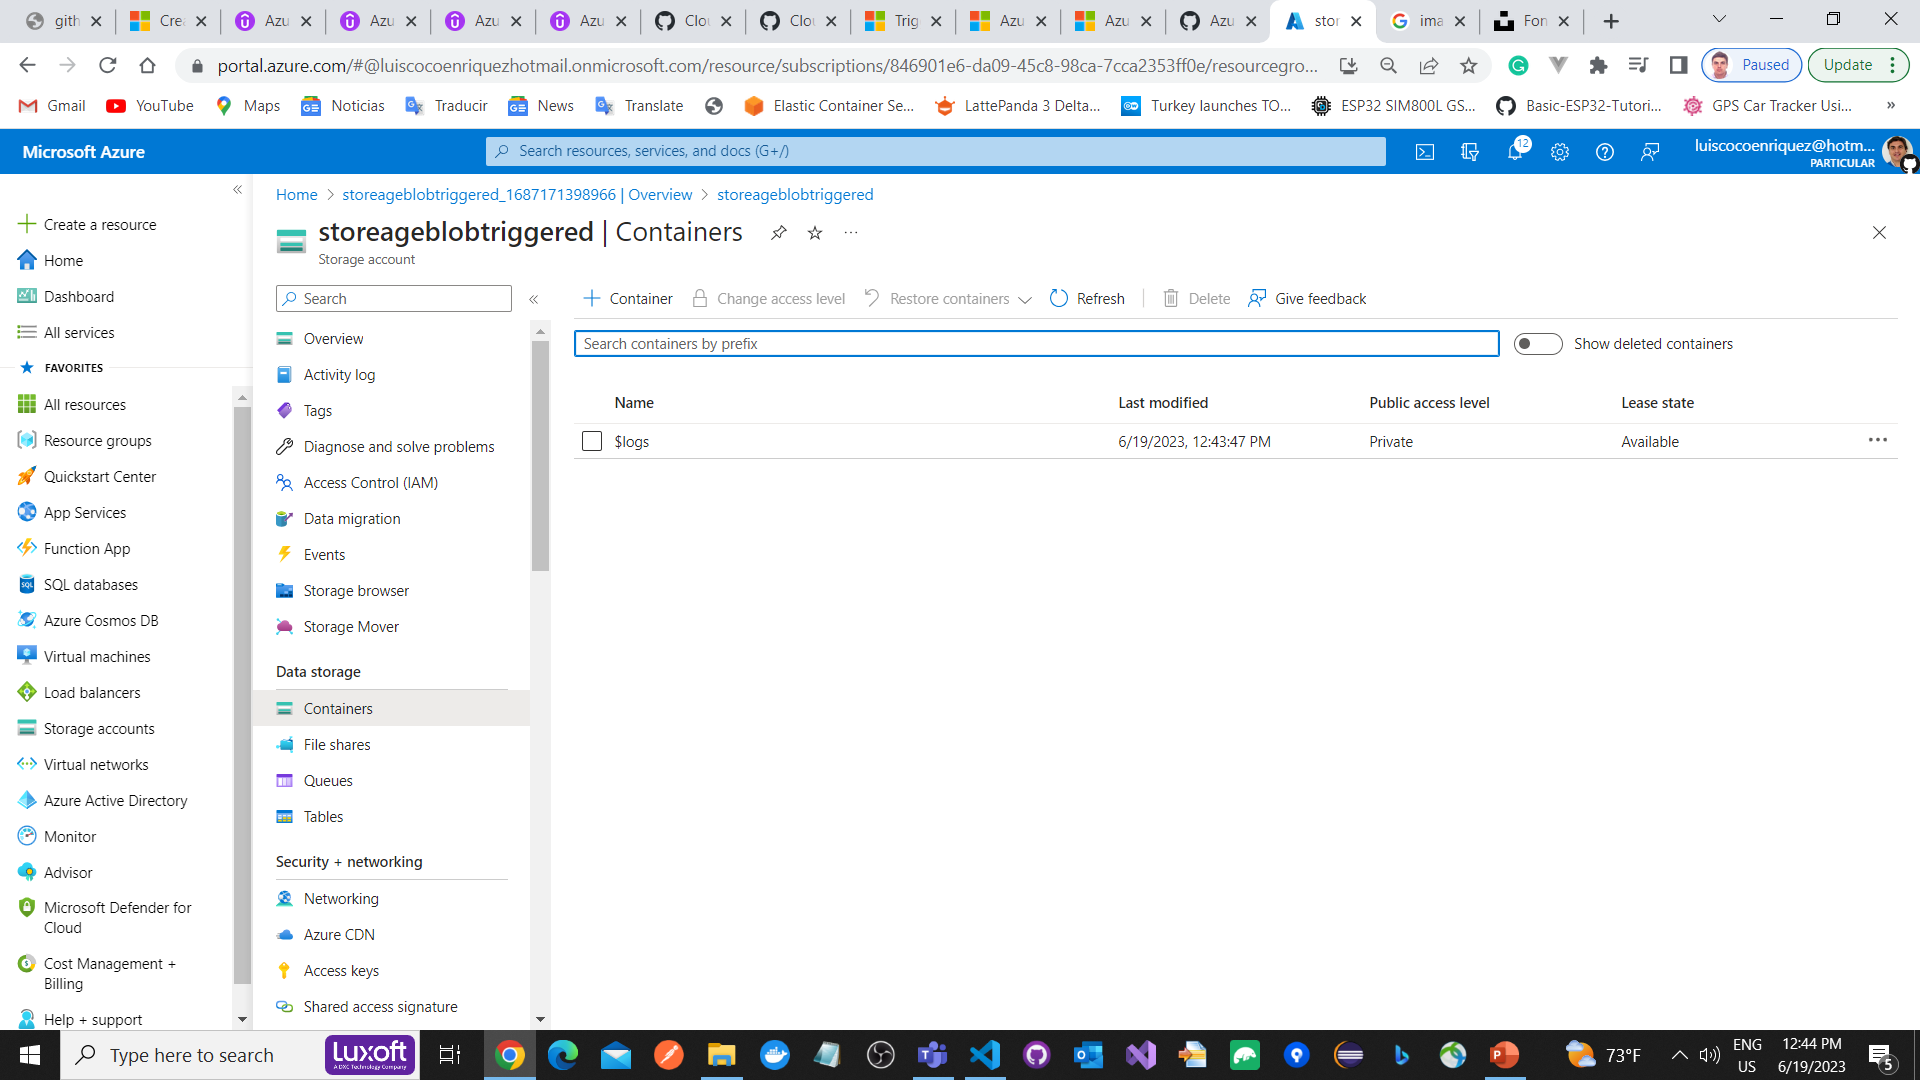 gith
Crea
Azu
Azu
Azu
Azu
Clou
Clou
Trig
Azu
Azu
Azu
stor
ima
Fon
portal.azure.com/#@luiscocoenriquezhotmail.onmicrosoft.com/resource/subscriptions/846901e6-da09-45c8-98ca-7cca2353ff0e/resourcegro...
Paused
Update
Gmail
YouTube
Maps
Noticias
Traducir
News
Translate
Elastic Container Se...
LattePanda 3 Delta...
Turkey launches TO...
ESP32 SIM800L GS...
Basic-ESP32-Tutori...
GPS Car Tracker Usi...
»
Microsoft Azure
Search resources, services, and docs (G+/)
12
luiscocoenriquez@hotm...
PARTICULAR
Create a resource
Home
Dashboard
All services
FAVORITES
All resources
Resource groups
Quickstart Center
App Services
Function App
SQL databases
Azure Cosmos DB
Virtual machines
Load balancers
Storage accounts
Virtual networks
Azure Active Directory
Monitor
Advisor
Microsoft Defender for
Cloud
Cost Management +
Billing
Help + support
Home > storeageblobtriggered_1687171398966 | Overview > storeageblobtriggered
storeageblobtriggered | Containers
Storage account
Search
Overview
Activity log
Tags
Diagnose and solve problems
Access Control (IAM)
Data migration
Events
Storage browser
Storage Mover
Data storage
Containers
File shares
Queues
Tables
Security + networking
Networking
Azure CDN
Access keys
Shared access signature
Container
Change access level
Restore containers
Refresh
Delete
Give feedback
Search containers by prefix
Show deleted containers
Name Last modified Public access level Lease state
$logs 6/19/2023, 12:43:47 PM Private Available
Type here to search
luxoft
A DXC Technology Company
73°F
ENG
US
12:44 PM
6/19/2023
5